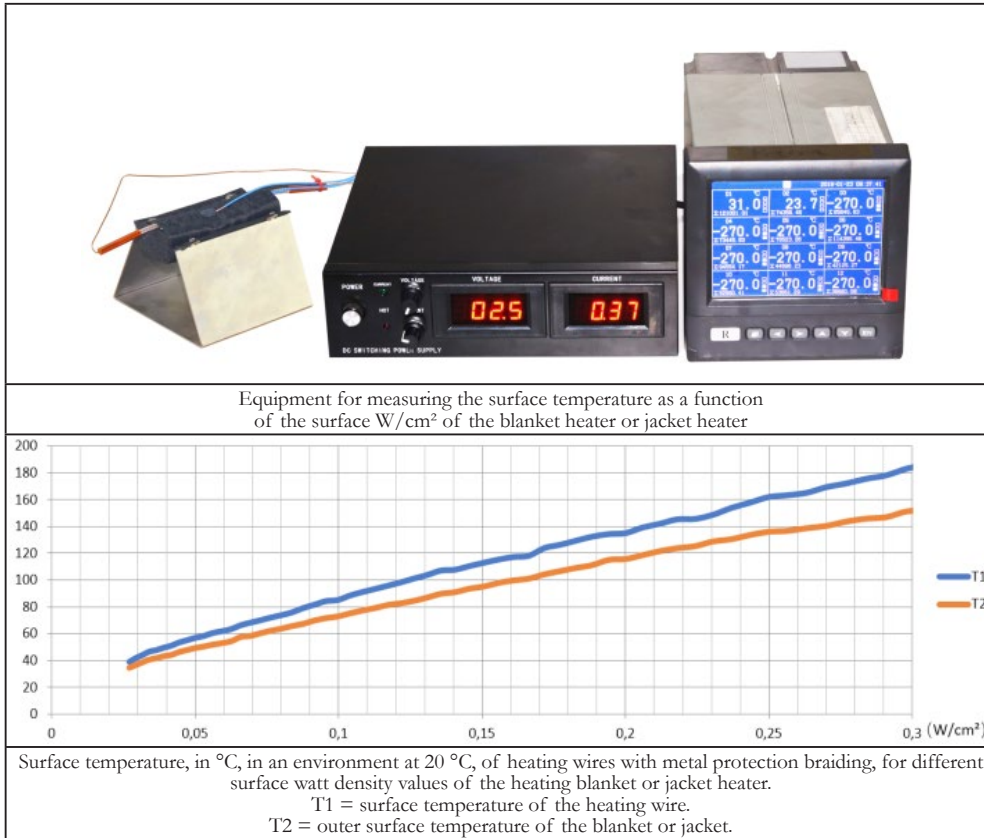 2019-01-23 08:37:41
31.0 23.7 -270.0
-270.0 -270.0 -270.0
-270.0 -270.0 -270.0
-270.0 -270.0 -270.0
POWER
CURRENT
VOLTAGE
VOLTAGE
CURRENT
02.5
0.37
DC SWITCHING POWER SUPPLY
Equipment for measuring the surface temperature as a function
of the surface W/cm² of the blanket heater or jacket heater
200
180
160
140
120
100
80
60
40
20
0
T1
T2
0 0,05 0,1 0,15 0,2 0,25 0,3 (W/cm²)
Surface temperature, in °C, in an environment at 20 °C, of heating wires with metal protection braiding, for different
surface watt density values of the heating blanket or jacket heater.
T1 = surface temperature of the heating wire.
T2 = outer surface temperature of the blanket or jacket.